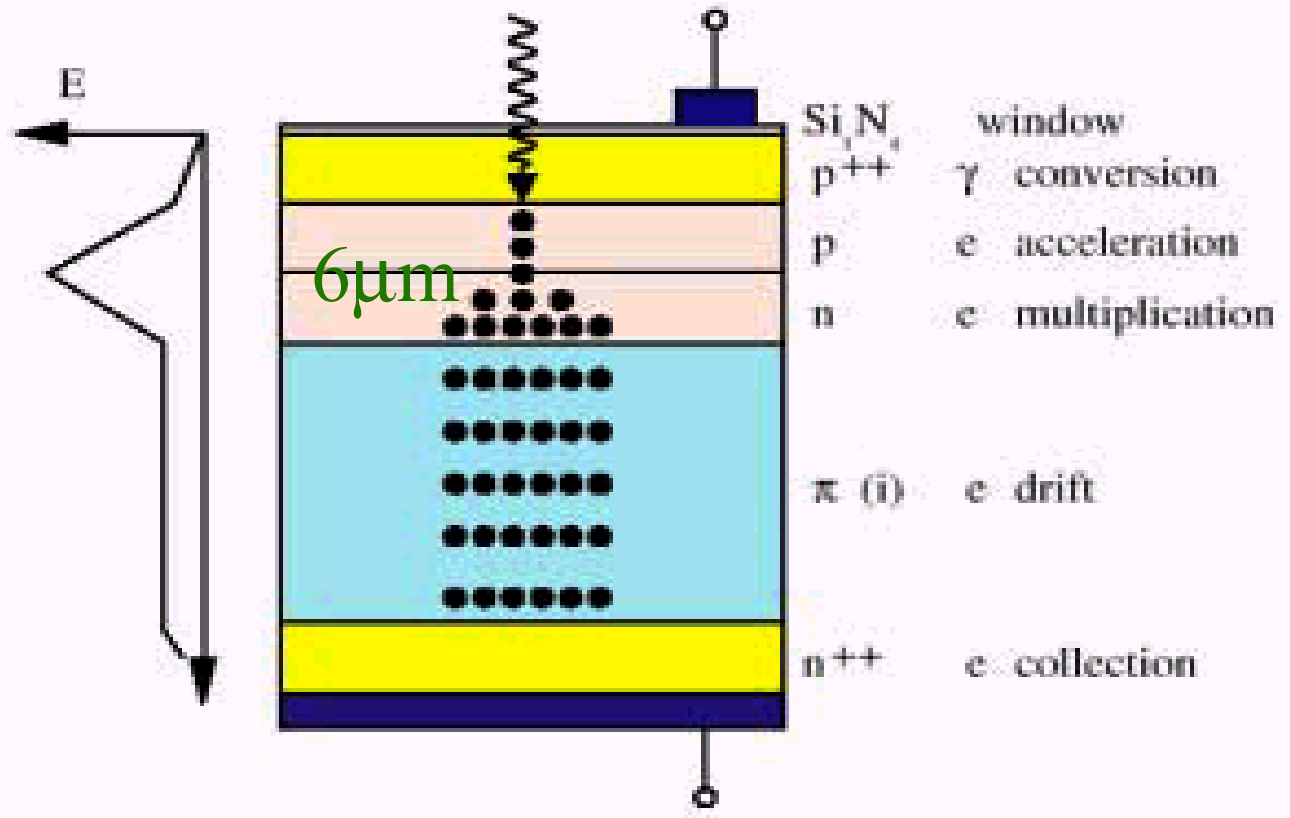 E
Si₃N₄ window
p++ γ conversion
p e acceleration
6μm
n e multiplication
π (i) e drift
n++ e collection